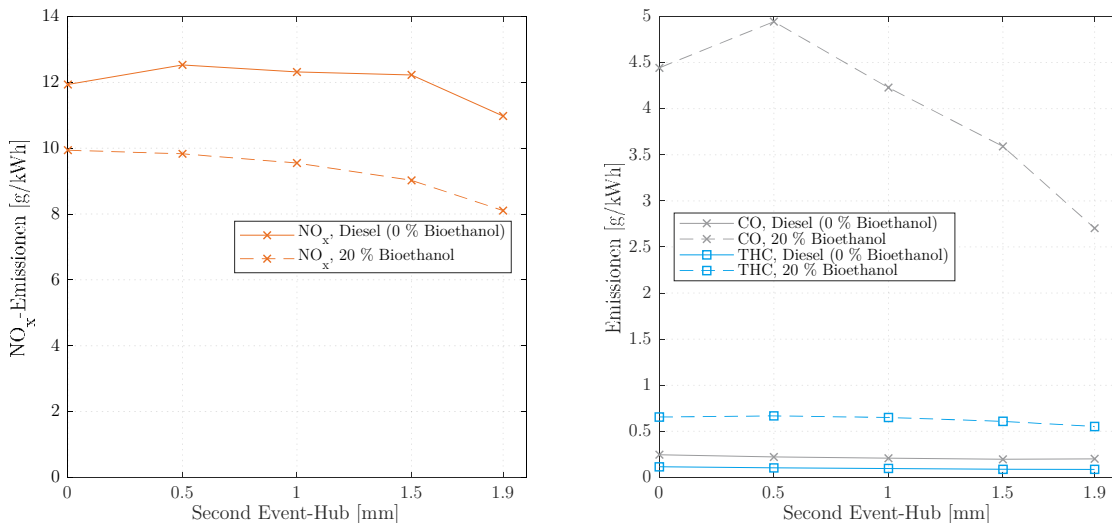 14
12
10
8
6
4
2
0
0
0.5
1
1.5
1.9
NOx-Emissionen [g/kWh]
Second Event-Hub [mm]
NOx, Diesel (0 % Bioethanol)
NOx, 20 % Bioethanol
5
4.5
4
3.5
3
2.5
2
1.5
1
0.5
0
0
0.5
1
1.5
1.9
Emissionen [g/kWh]
Second Event-Hub [mm]
CO, Diesel (0 % Bioethanol)
CO, 20 % Bioethanol
THC, Diesel (0 % Bioethanol)
THC, 20 % Bioethanol